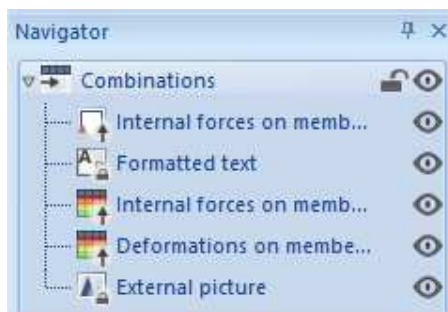 Navigator
Combinations
Internal forces on memb...
Formatted text
Internal forces on memb...
Deformations on membe...
External picture